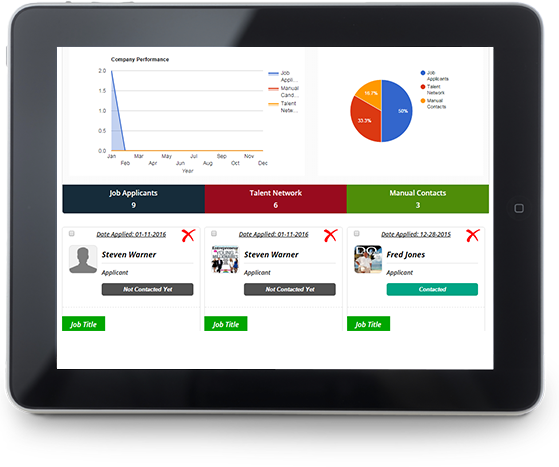 Company Performance
2.0
1.5
1.0
0.5
0.0
Jan Mar May Jul Sep Nov
Feb Apr Jun Aug Oct Dec
Year
Job
Appli...
Manual
Cand...
Talent
Netw...
50%
33.3%
16.7%
Job
Applicants
Talent
Network
Manual
Contacts
Job Applicants
9
Talent Network
6
Manual Contacts
3
Date Applied: 01-11-2016
Steven Warner
Applicant
Not Contacted Yet
Job Title
Date Applied: 01-11-2016
Entrepreneur
YOUNG
MILLIONAIRES
Steven Warner
Applicant
Not Contacted Yet
Job Title
Date Applied: 12-28-2015
Fred Jones
Applicant
Contacted
Job Title